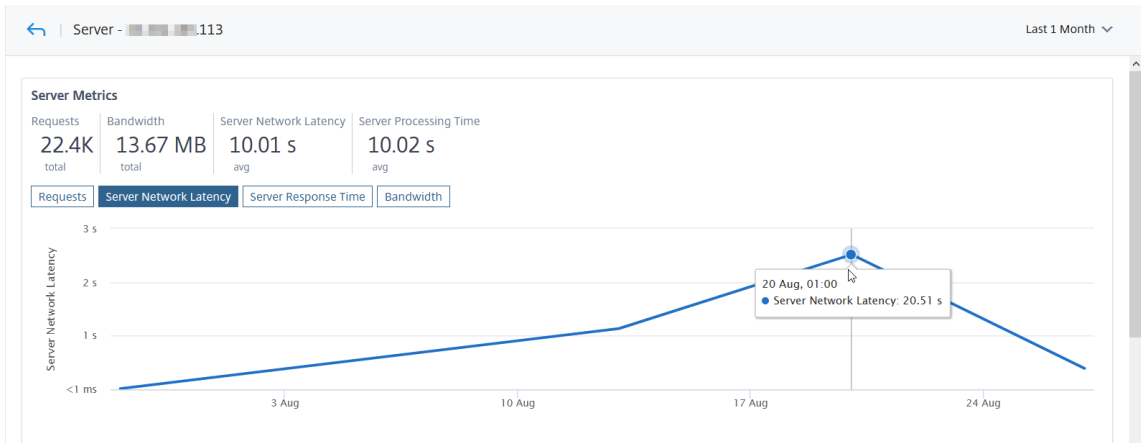 Server - .113
Last 1 Month
Server Metrics
Requests Bandwidth Server Network Latency Server Processing Time
22.4K 13.67 MB 10.01 s 10.02 s
total total avg avg
Requests Server Network Latency Server Response Time Bandwidth
Server Network Latency
3 s
2 s
1 s
<1 ms
20 Aug, 01:00
Server Network Latency: 20.51 s
3 Aug 10 Aug 17 Aug 24 Aug